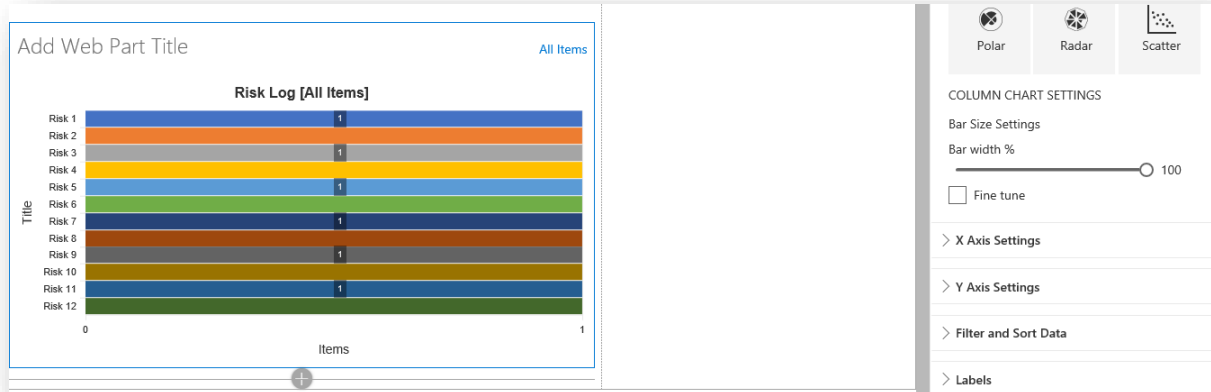 Add Web Part Title
All Items
Risk Log [All Items]
Risk 1
1
Risk 2
Risk 3
1
Risk 4
Risk 5
1
Risk 6
Risk 7
1
Risk 8
Risk 9
1
Risk 10
Risk 11
1
Risk 12
Title
0
1
Items
Polar
Radar
Scatter
COLUMN CHART SETTINGS
Bar Size Settings
Bar width %
100
Fine tune
X Axis Settings
Y Axis Settings
Filter and Sort Data
Labels